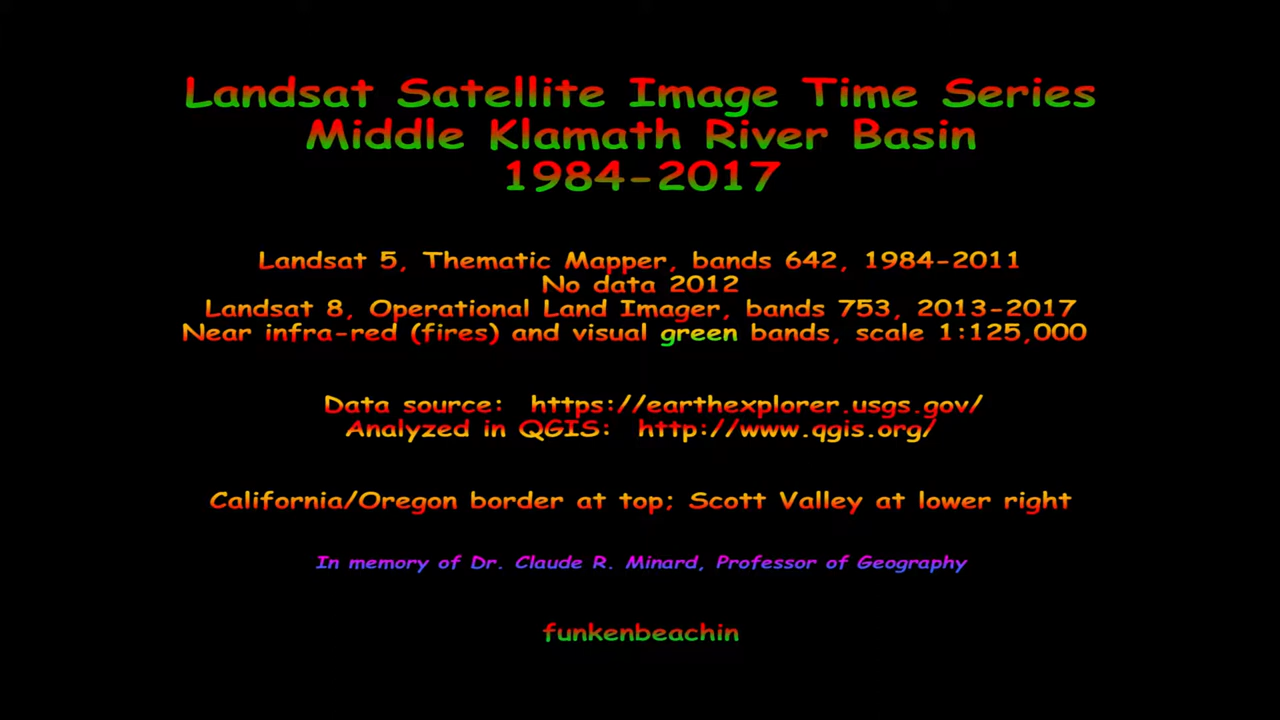 Landsat Satellite Image Time Series
Middle Klamath River Basin
1984-2017
Landsat 5, Thematic Mapper, bands 642, 1984-2011
No data 2012
Landsat 8, Operational Land Imager, bands 753, 2013-2017
Near infra-red (fires) and visual green bands, scale 1:125,000
Data source: https://earthexplorer.usgs.gov/
Analyzed in QGIS: http://www.qgis.org/
California/Oregon border at top; Scott Valley at lower right
In memory of Dr. Claude R. Minard, Professor of Geography
funkenbeachin